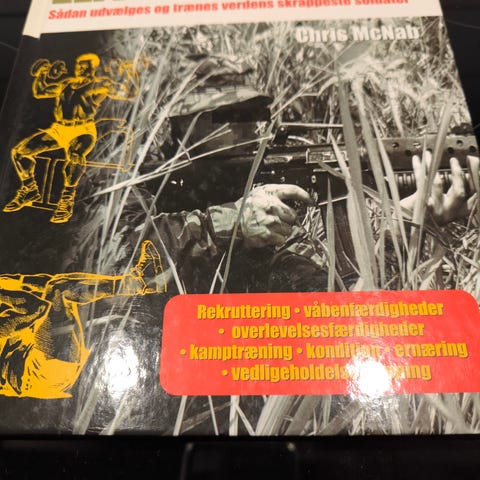 Sådan udvælges og trænes verdens skrappeste soldater
Chris McNab
Rekruttering • våbenfærdigheder
• overlevelsesfærdigheder
• kamptræning • kondition • ernæring